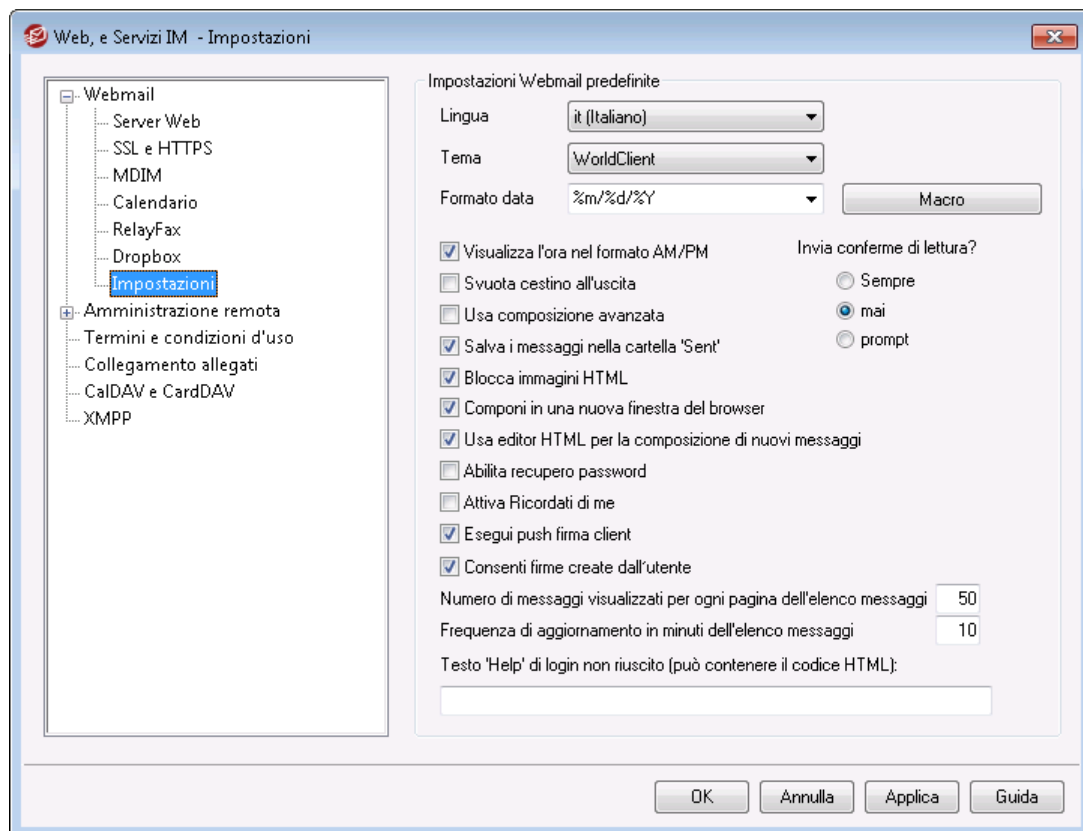 Web, e Servizi IM - Impostazioni
Webmail
Server Web
SSL e HTTPS
MDIM
Calendario
RelayFax
Dropbox
Impostazioni
Amministrazione remota
Termini e condizioni d'uso
Collegamento allegati
CalDAV e CardDAV
XMPP
Impostazioni Webmail predefinite
Lingua it (Italiano)
Tema WorldClient
Formato data %m/%d/%Y Macro
Visualizza l'ora nel formato AM/PM
Svuota cestino all'uscita
Usa composizione avanzata
Salva i messaggi nella cartella 'Sent'
Blocca immagini HTML
Componi in una nuova finestra del browser
Usa editor HTML per la composizione di nuovi messaggi
Abilita recupero password
Attiva Ricordati di me
Esegui push firma client
Consenti firme create dall'utente
Invia conferme di lettura?
Sempre
mai
prompt
Numero di messaggi visualizzati per ogni pagina dell'elenco messaggi 50
Frequenza di aggiornamento in minuti dell'elenco messaggi 10
Testo 'Help' di login non riuscito (può contenere il codice HTML):
OK Annulla Applica Guida